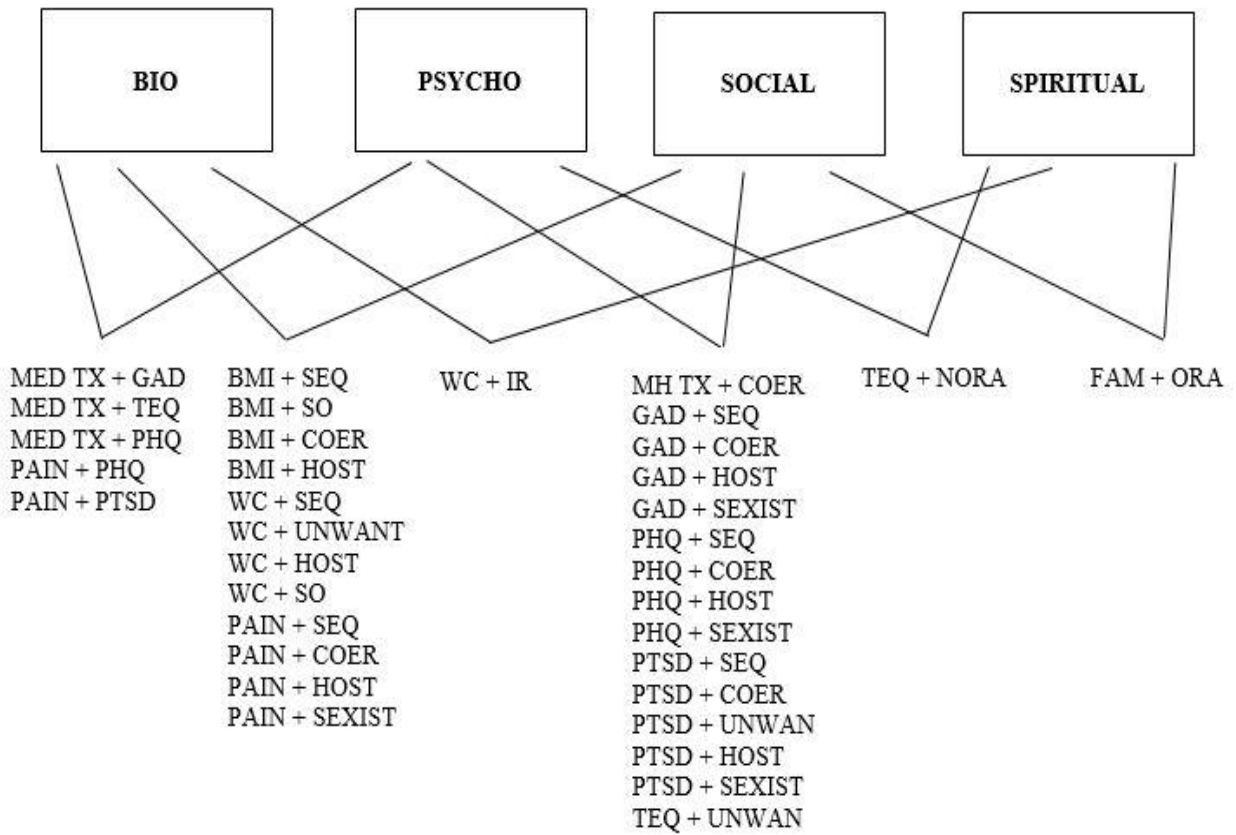 BIO
PSYCHO
SOCIAL
SPIRITUAL
MED TX + GAD
MED TX + TEQ
MED TX + PHQ
PAIN + PHQ
PAIN + PTSD
BMI + SEQ
BMI + SO
BMI + COER
BMI + HOST
WC + SEQ
WC + UNWANT
WC + HOST
WC + SO
PAIN + SEQ
PAIN + COER
PAIN + HOST
PAIN + SEXIST
WC + IR
MH TX + COER
GAD + SEQ
GAD + COER
GAD + HOST
GAD + SEXIST
PHQ + SEQ
PHQ + COER
PHQ + HOST
PHQ + SEXIST
PTSD + SEQ
PTSD + COER
PTSD + UNWAN
PTSD + HOST
PTSD + SEXIST
TEQ + UNWAN
TEQ + NORA
FAM + ORA